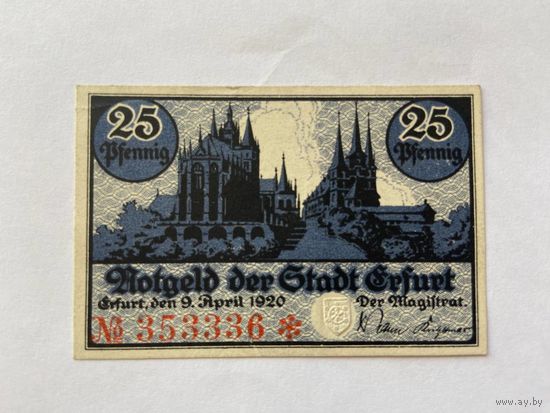 25 Pfennig
25 Pfennig
Notgeld der Stadt Erfurt
Erfurt, den 9. April 1920 Der Magistrat.
№ 353336 *
www.ay.by